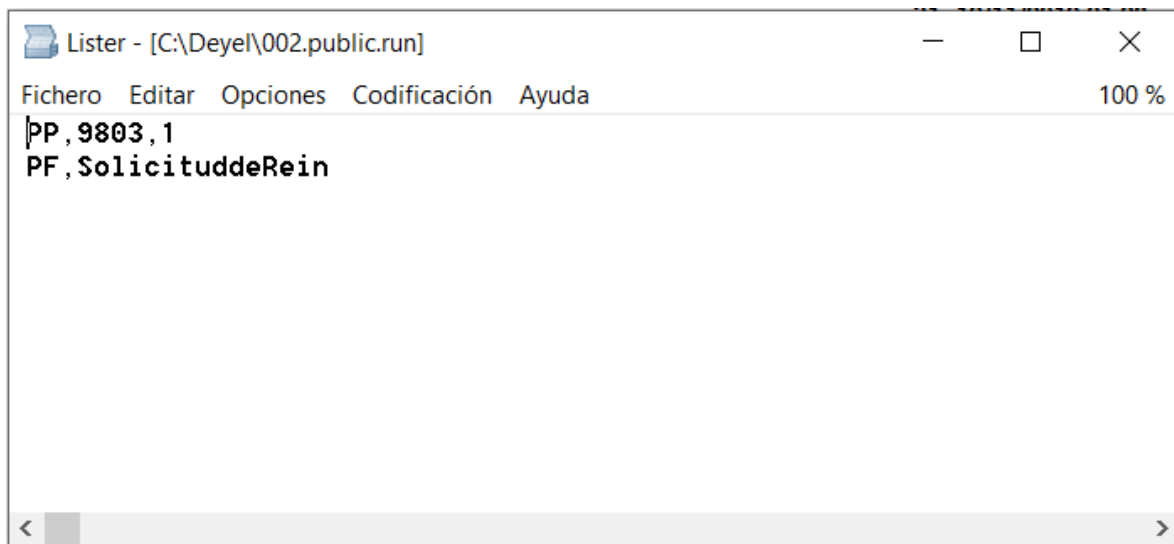 Lister - [C:\Deyel\002.public.run]
Fichero Editar Opciones Codificación Ayuda 100 %
PP,9803,1
PF,SolicituddeRein